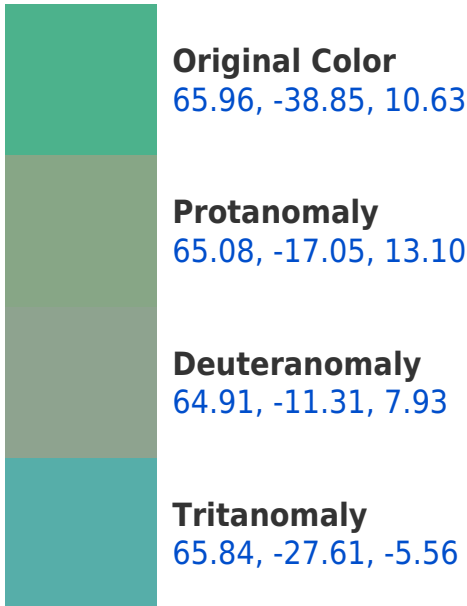 Original Color
65.96, -38.85, 10.63
Protanomaly
65.08, -17.05, 13.10
Deuteranomaly
64.91, -11.31, 7.93
Tritanomaly
65.84, -27.61, -5.56